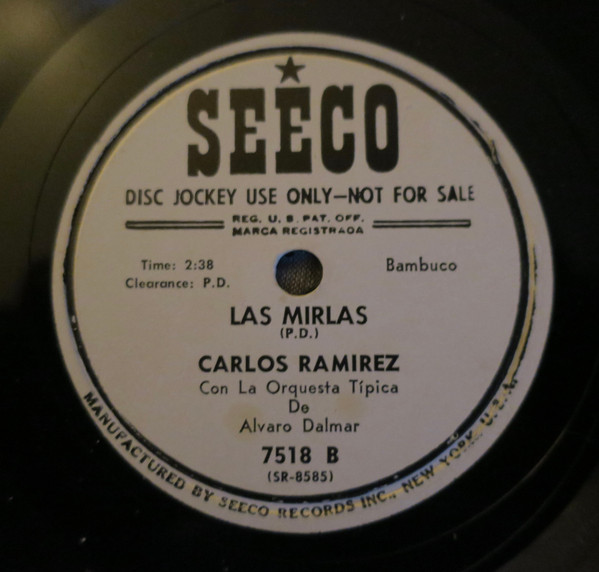 SEECO
DISC JOCKEY USE ONLY—NOT FOR SALE
REG. U. S. PAT. OFF.
MARCA REGISTRADA
Time: 2:38
Clearance: P.D.
Bambuco
LAS MIRLAS
(P.D.)
CARLOS RAMIREZ
Con La Orquesta Típica
De
Alvaro Dalmar
7518 B
(SR-8585)
MANUFACTURED BY SEECO RECORDS INC., NEW YORK, U.S.A.